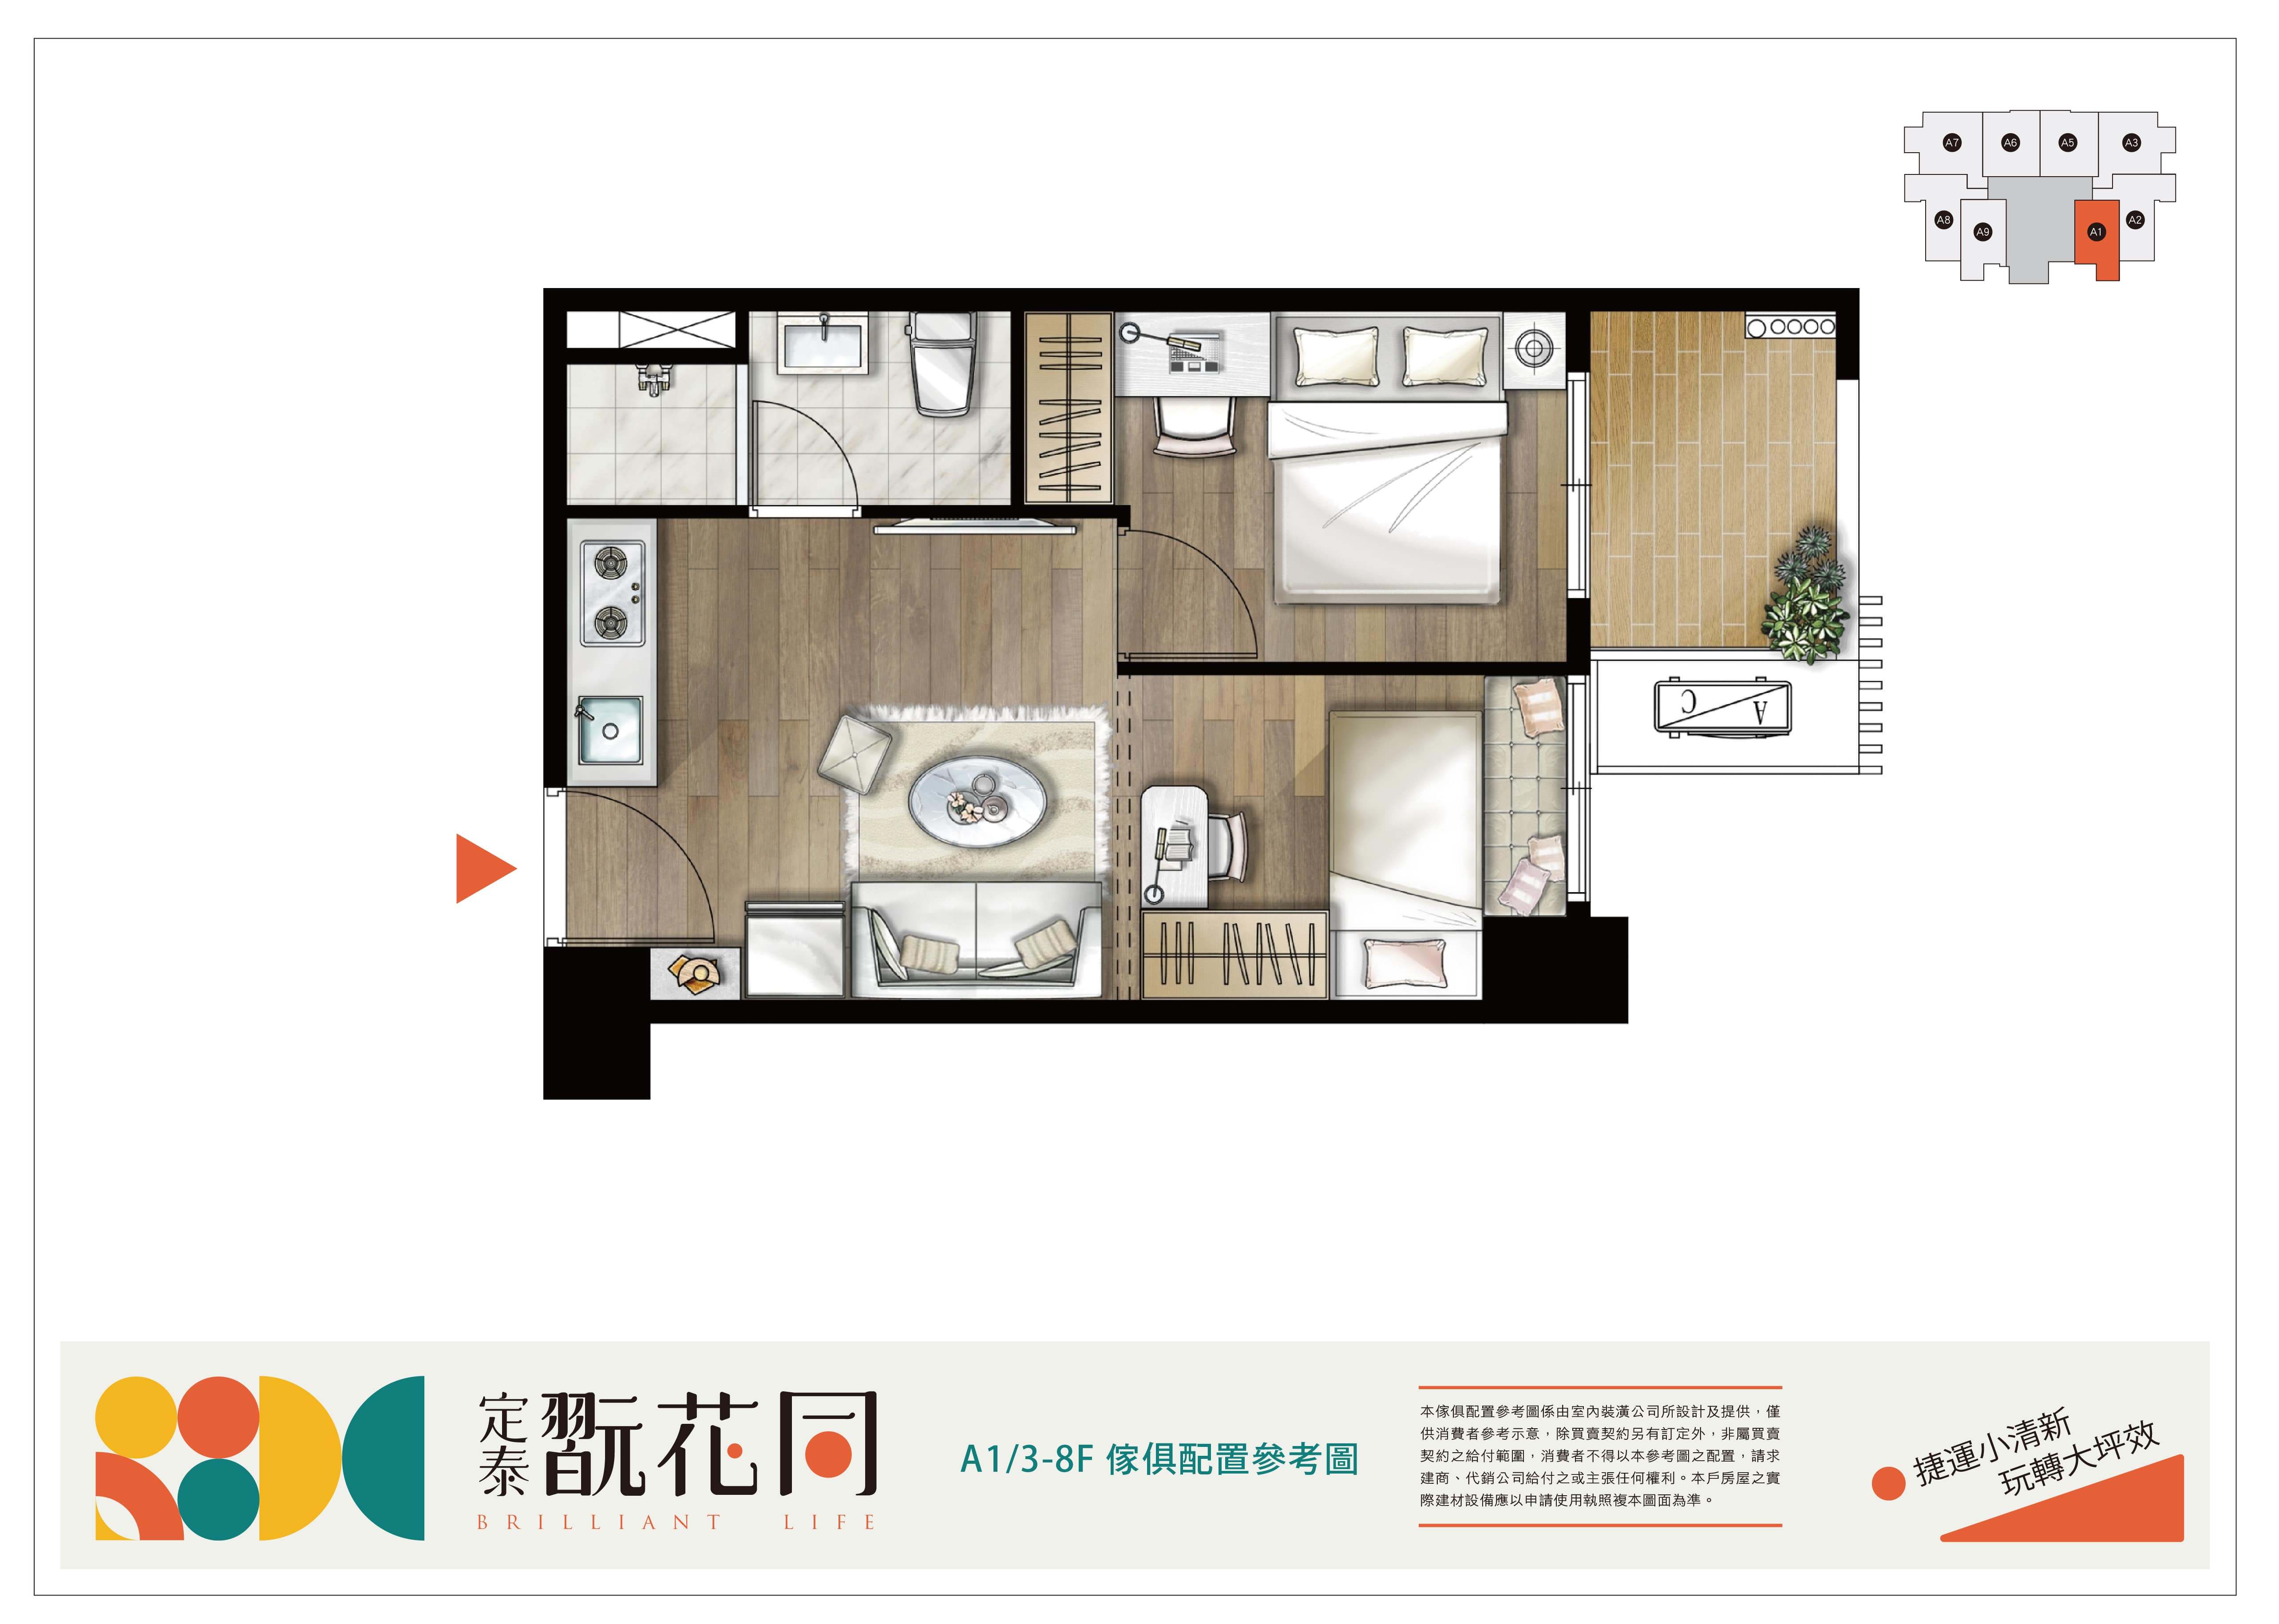 A7
A6
A5
A3
A8
A9
A1
A2
A
C
定泰
翫花同
BRILLIANT LIFE
A1/3-8F 傢俱配置參考圖
本傢俱配置參考圖係由室內裝潢公司所設計及提供，僅
供消費者參考示意，除買賣契約另有訂定外，非屬買賣
契約之給付範圍，消費者不得以本參考圖之配置，請求
建商、代銷公司給付之或主張任何權利。本戶房屋之實
際建材設備應以申請使用執照複本圖面為準。
捷運小清新
玩轉大坪效